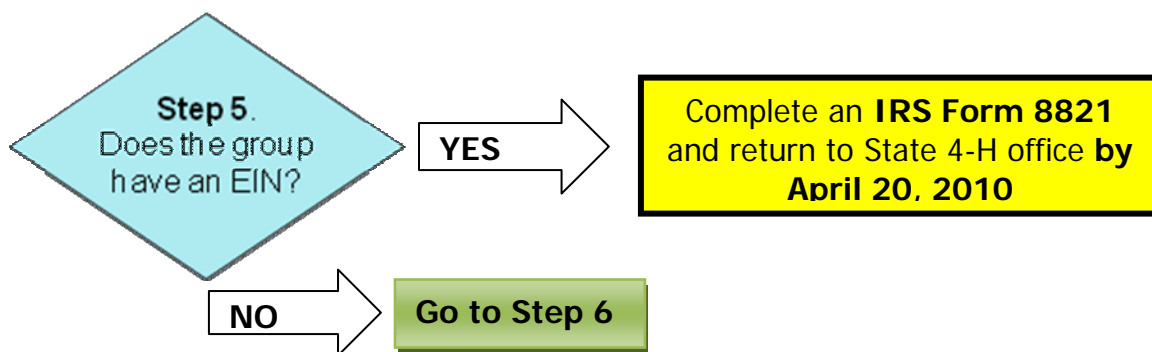 Step 5.
Does the group
have an EIN?
YES
Complete an IRS Form 8821
and return to State 4-H office by
April 20, 2010
NO
Go to Step 6